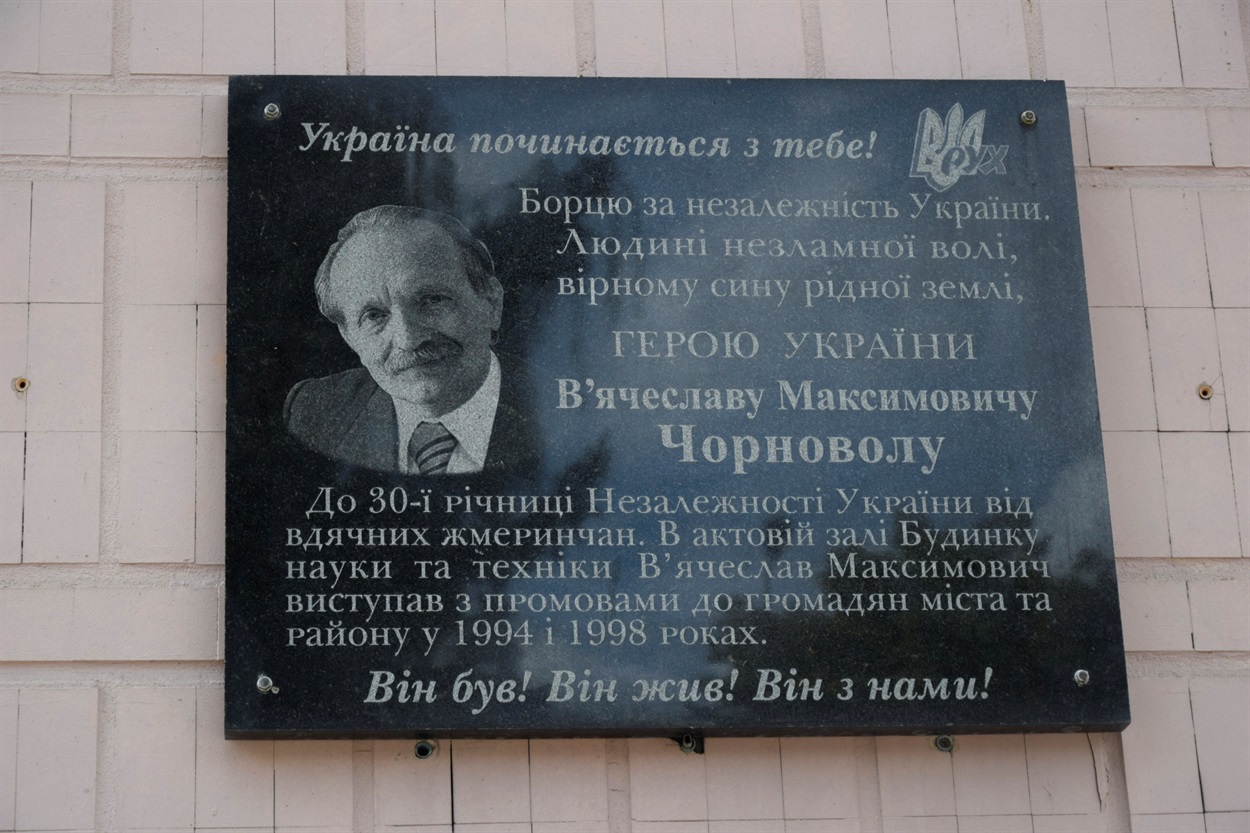 Україна починається з тебе!
Рух
Борцю за незалежність України.
Людині незламної волі,
вірному сину рідної землі,
ГЕРОЮ УКРАЇНИ
В’ячеславу Максимовичу
Чорноволу
До 30-ї річниці Незалежності України від
вдячних жмеринчан. В актовій залі Будинку
науки та техніки В’ячеслав Максимович
виступав з промовами до громадян міста та
району у 1994 і 1998 роках.
Він був! Він жив! Він з нами!